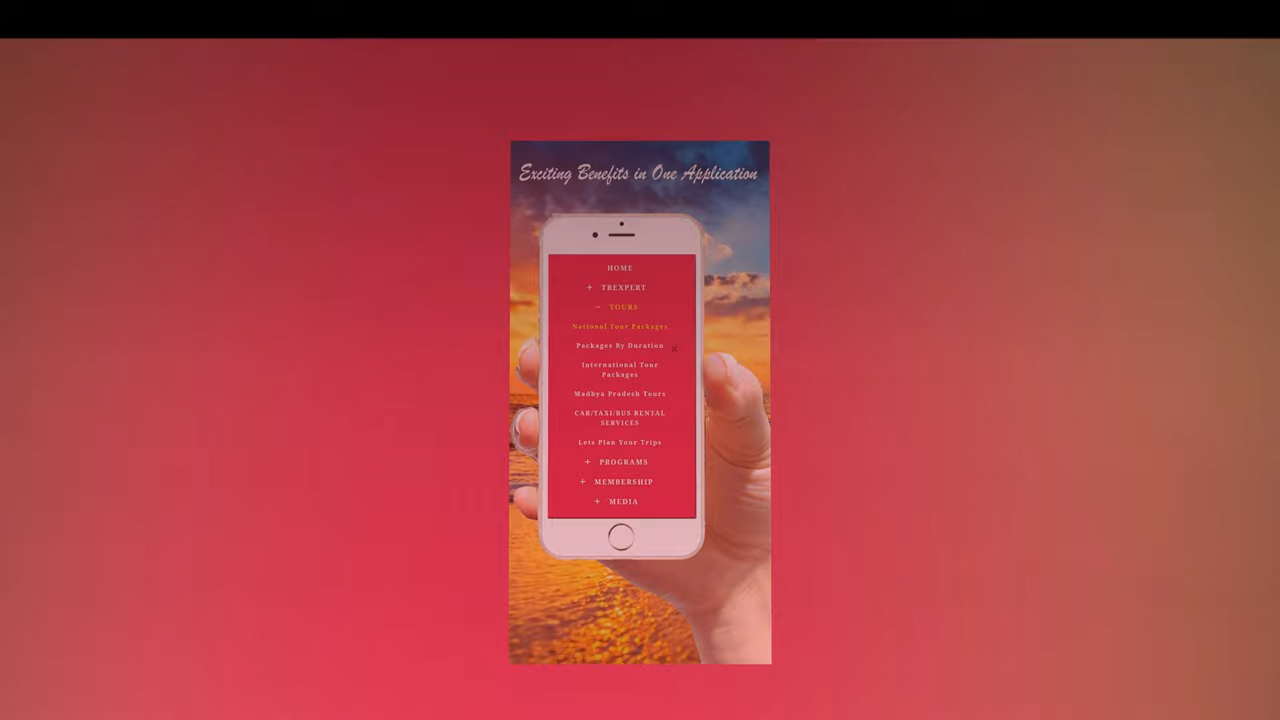 Exciting Benefits in One Application
HOME
+ TREXPERT
− TOURS
National Tour Packages
Packages By Duration
International Tour
Packages
Madhya Pradesh Tours
CAR/TAXI/BUS RENTAL
SERVICES
Lets Plan Your Trips
+ PROGRAMS
+ MEMBERSHIP
+ MEDIA